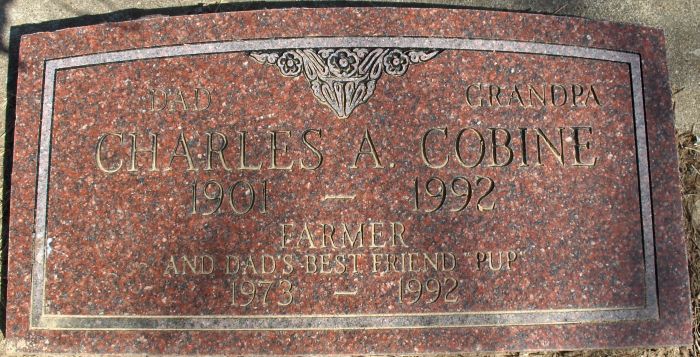 DAD GRANDPA
CHARLES A. COBINE
1901 — 1992
FARMER
AND DAD'S BEST FRIEND "PUP"
1973 — 1992